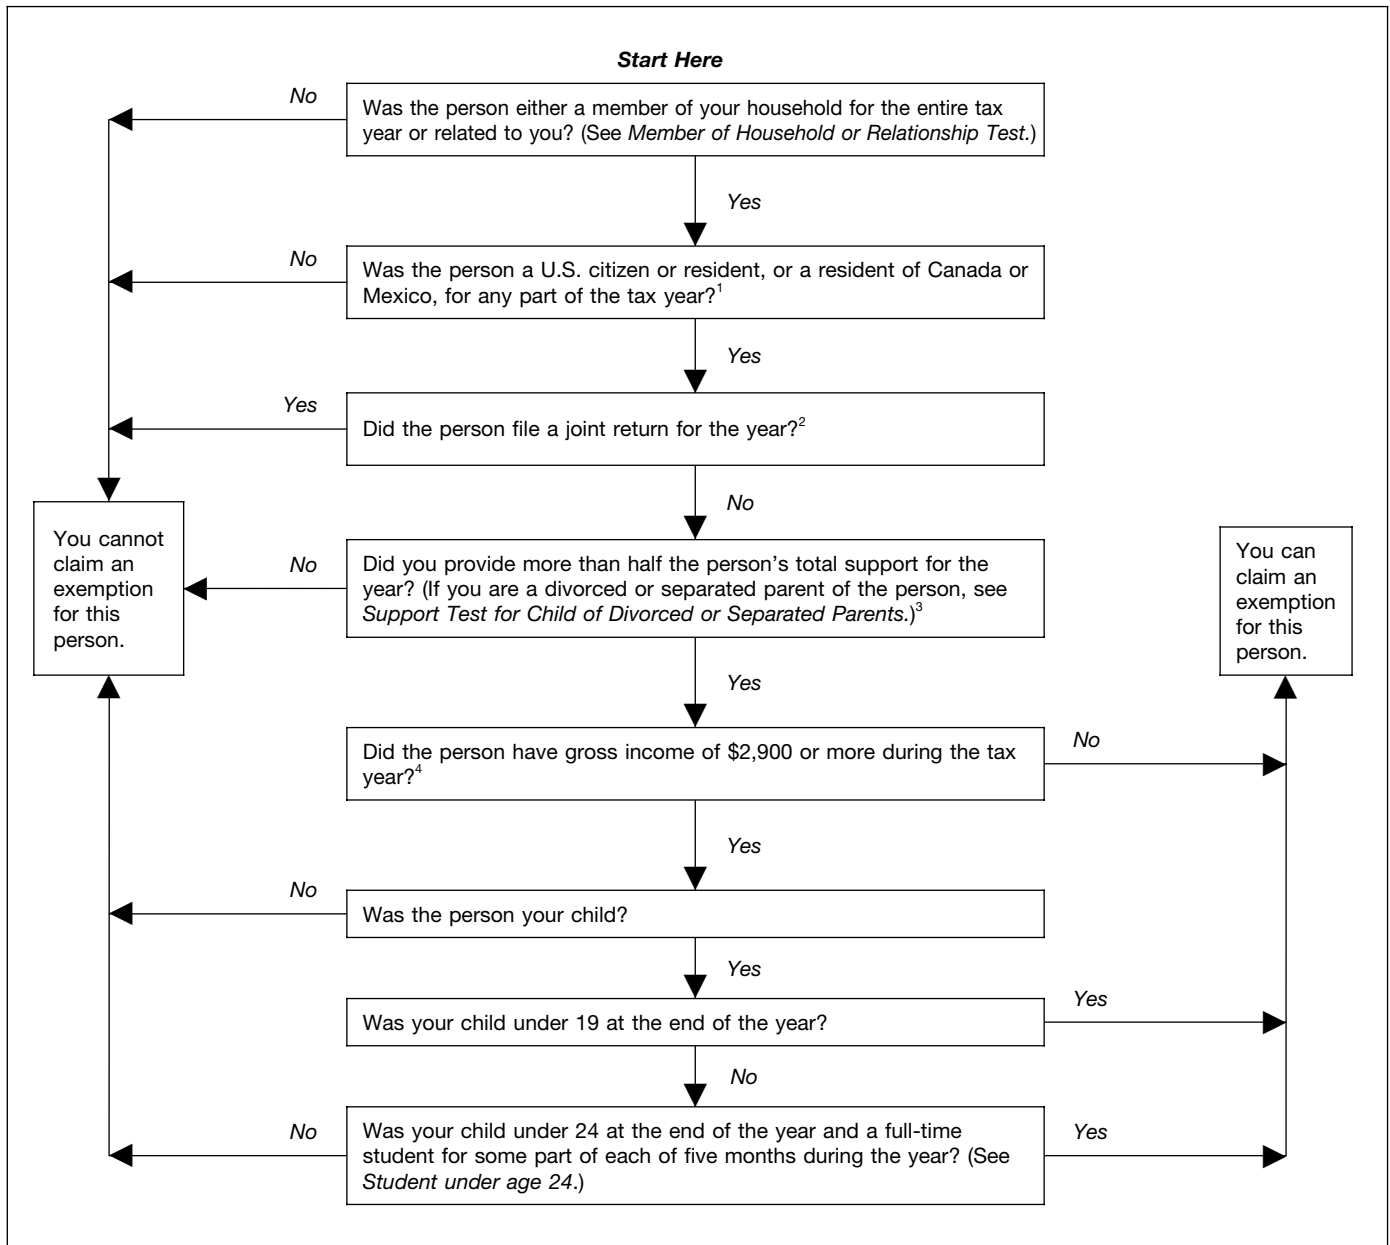 Start Here
No
Was the person either a member of your household for the entire tax
year or related to you? (See Member of Household or Relationship Test.)
Yes
No
Was the person a U.S. citizen or resident, or a resident of Canada or
Mexico, for any part of the tax year?¹
Yes
Yes
Did the person file a joint return for the year?²
No
You cannot
claim an
exemption
for this
person.
No
Did you provide more than half the person's total support for the
year? (If you are a divorced or separated parent of the person, see
Support Test for Child of Divorced or Separated Parents.)³
You can
claim an
exemption
for this
person.
Yes
Did the person have gross income of $2,900 or more during the tax
year?⁴
No
Yes
No
Was the person your child?
Yes
Was your child under 19 at the end of the year?
Yes
No
No
Was your child under 24 at the end of the year and a full-time
student for some part of each of five months during the year? (See
Student under age 24.)
Yes